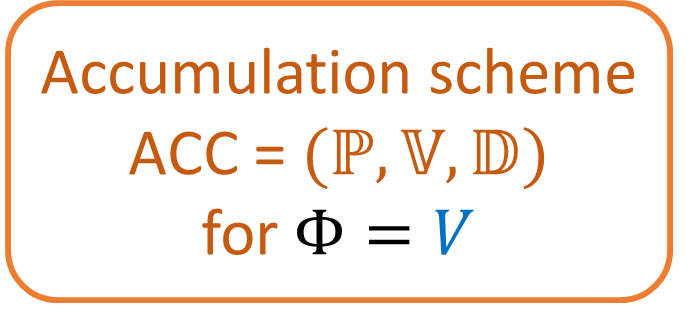 Accumulation scheme
ACC = (ℙ, 𝕍, 𝔻)
for Φ = 𝑉